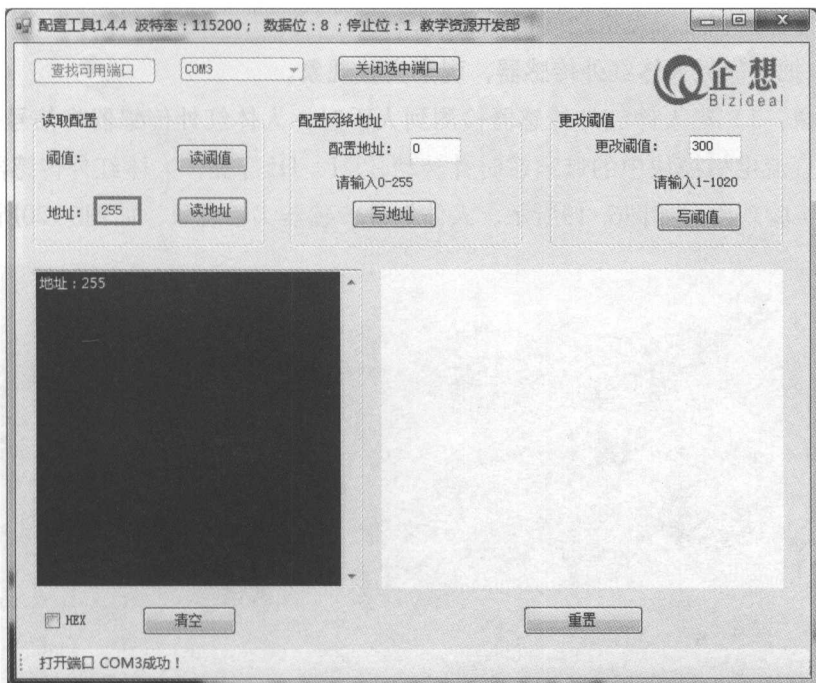 配置工具1.4.4 波特率：115200； 数据位：8 ；停止位：1 教学资源开发部
查找可用端口
COM3
关闭选中端口
企想
Bizideal
读取配置
阈值：
读阈值
地址：
255
读地址
配置网络地址
配置地址：
0
请输入0-255
写地址
更改阈值
更改阈值：
300
请输入1-1020
写阈值
地址：255
HEX
清空
重置
打开端口 COM3成功！